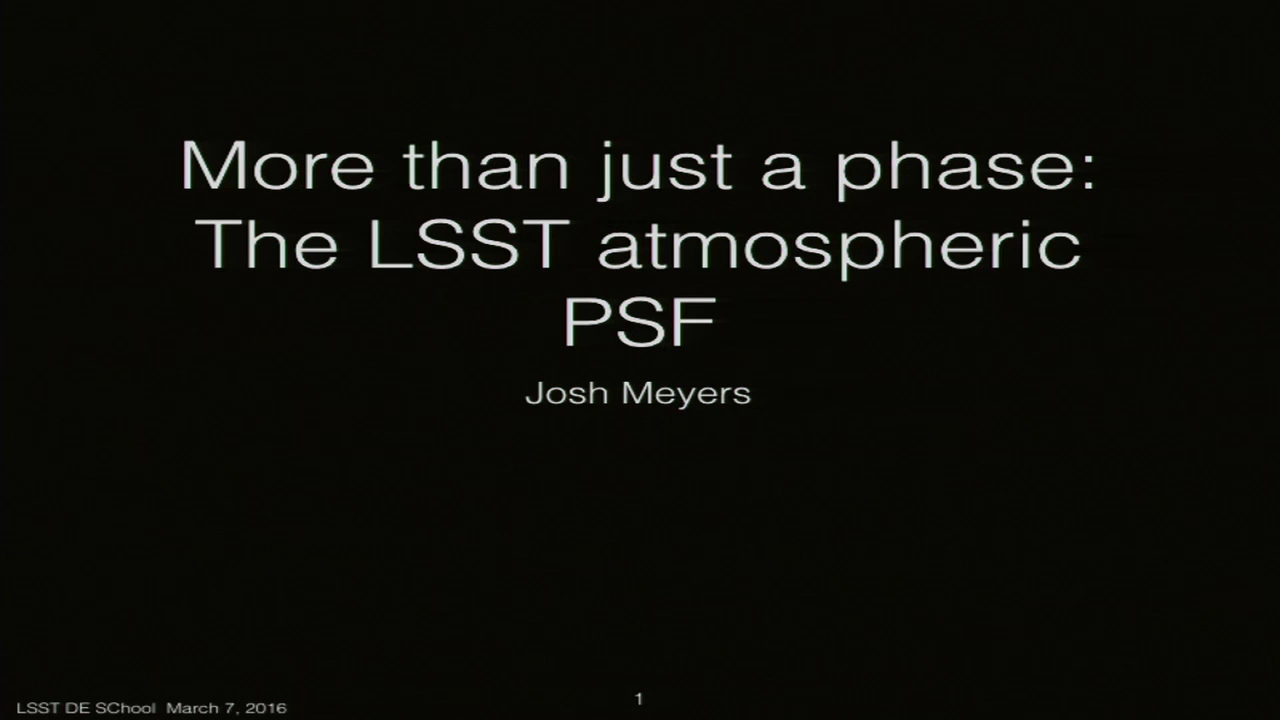 More than just a phase:
The LSST atmospheric
PSF
Josh Meyers
LSST DE SChool March 7, 2016
1